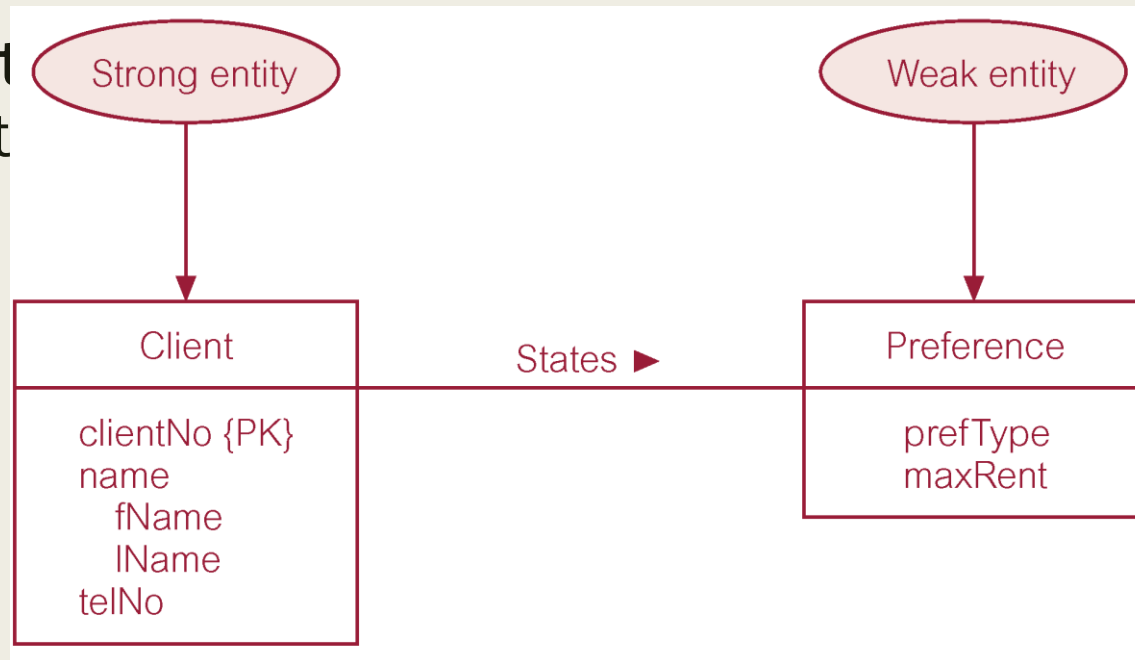 Strong entity
Weak entity
Client
States ►
Preference
clientNo {PK}
name
fName
lName
telNo
prefType
maxRent